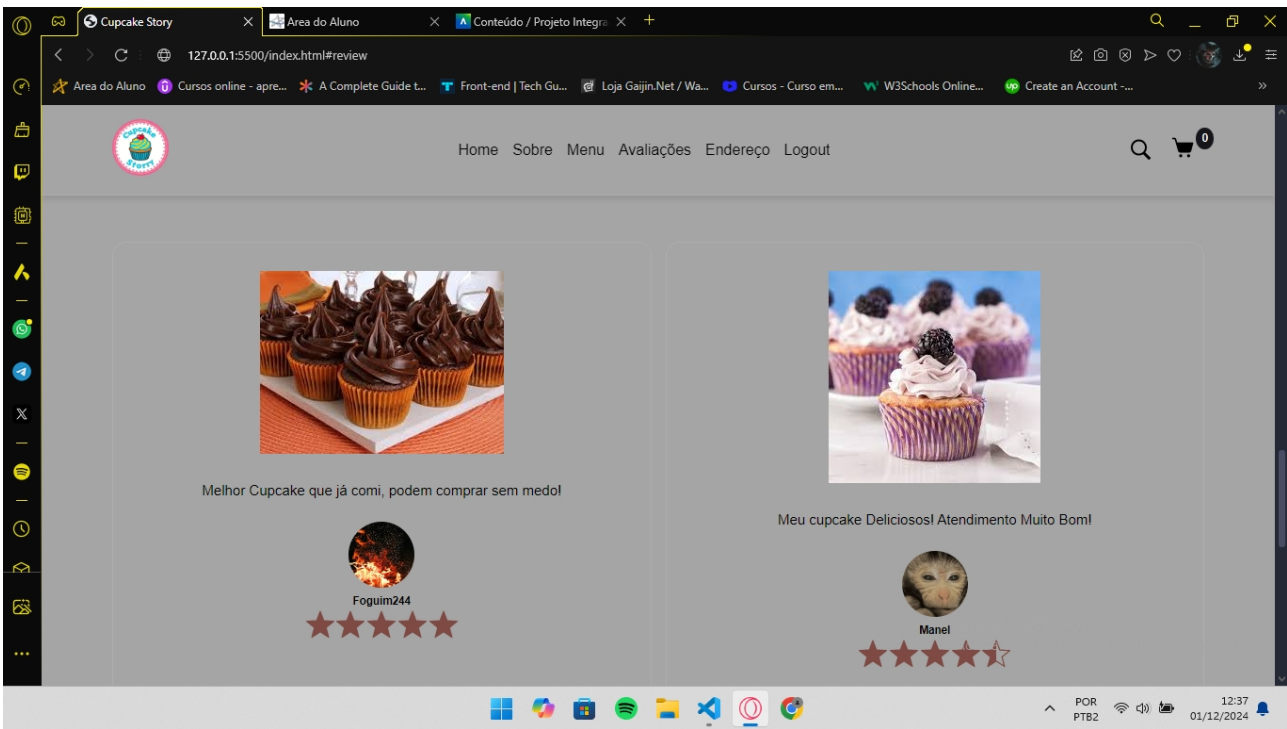 Cupcake Story
Area do Aluno
Conteúdo / Projeto Integra
127.0.0.1:5500/index.html#review
Area do Aluno
Cursos online - apre...
A Complete Guide t...
Front-end | Tech Gu...
Loja Gaijin.Net / Wa...
Cursos - Curso em...
W3Schools Online...
Create an Account -...
Cupcake
Story
Home Sobre Menu Avaliações Endereço Logout
0
Melhor Cupcake que já comi, podem comprar sem medo!
Foguim244
Meu cupcake Deliciosos! Atendimento Muito Bom!
Manel
POR
PTB2
12:37
01/12/2024